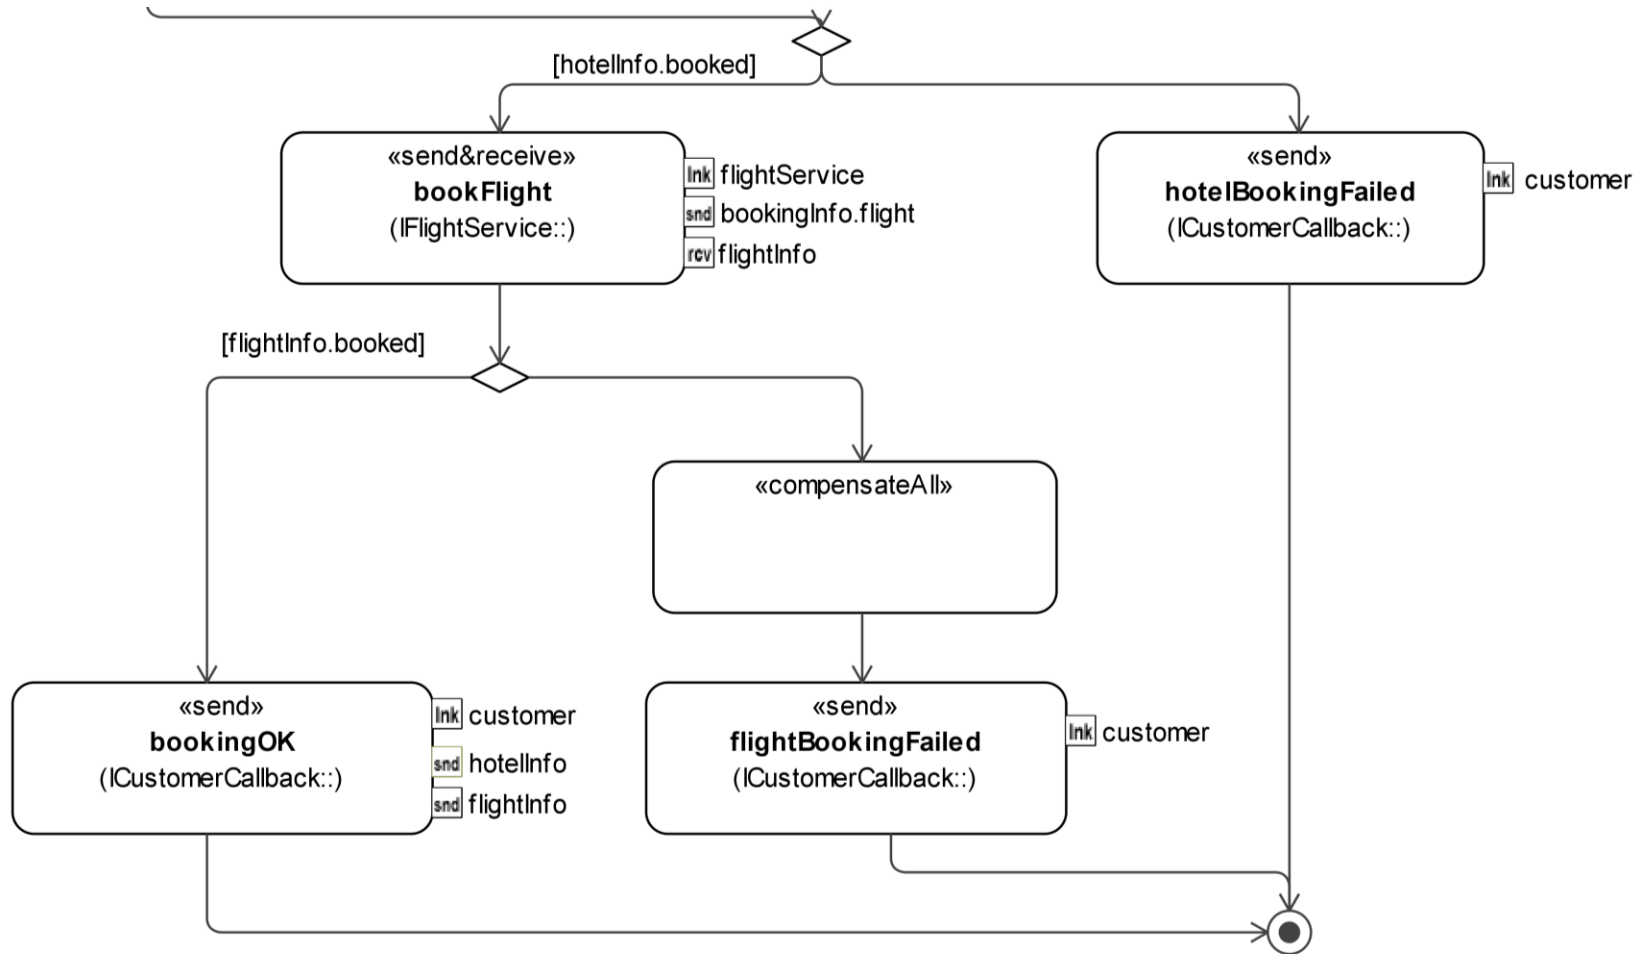 [hotelInfo.booked]
«send&receive»
bookFlight
(IFlightService::)
lnk flightService
snd bookingInfo.flight
rcv flightInfo
«send»
hotelBookingFailed
(ICustomerCallback::)
lnk customer
[flightInfo.booked]
«compensateAll»
«send»
bookingOK
(ICustomerCallback::)
lnk customer
snd hotelInfo
snd flightInfo
«send»
flightBookingFailed
(ICustomerCallback::)
lnk customer